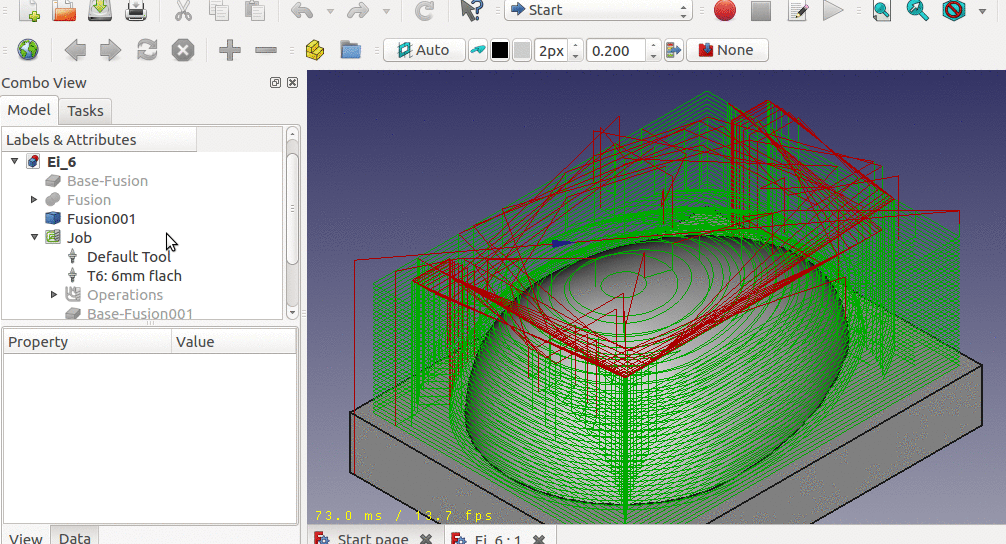 Start
Auto
2px
0.200
None
Combo View
Model
Tasks
Labels & Attributes
Ei_6
Base-Fusion
Fusion
Fusion001
Job
Default Tool
T6: 6mm flach
Operations
Base-Fusion001
Property
Value
View
Data
73.0 ms / 13.7 fps
Start page
Ei_6 : 1